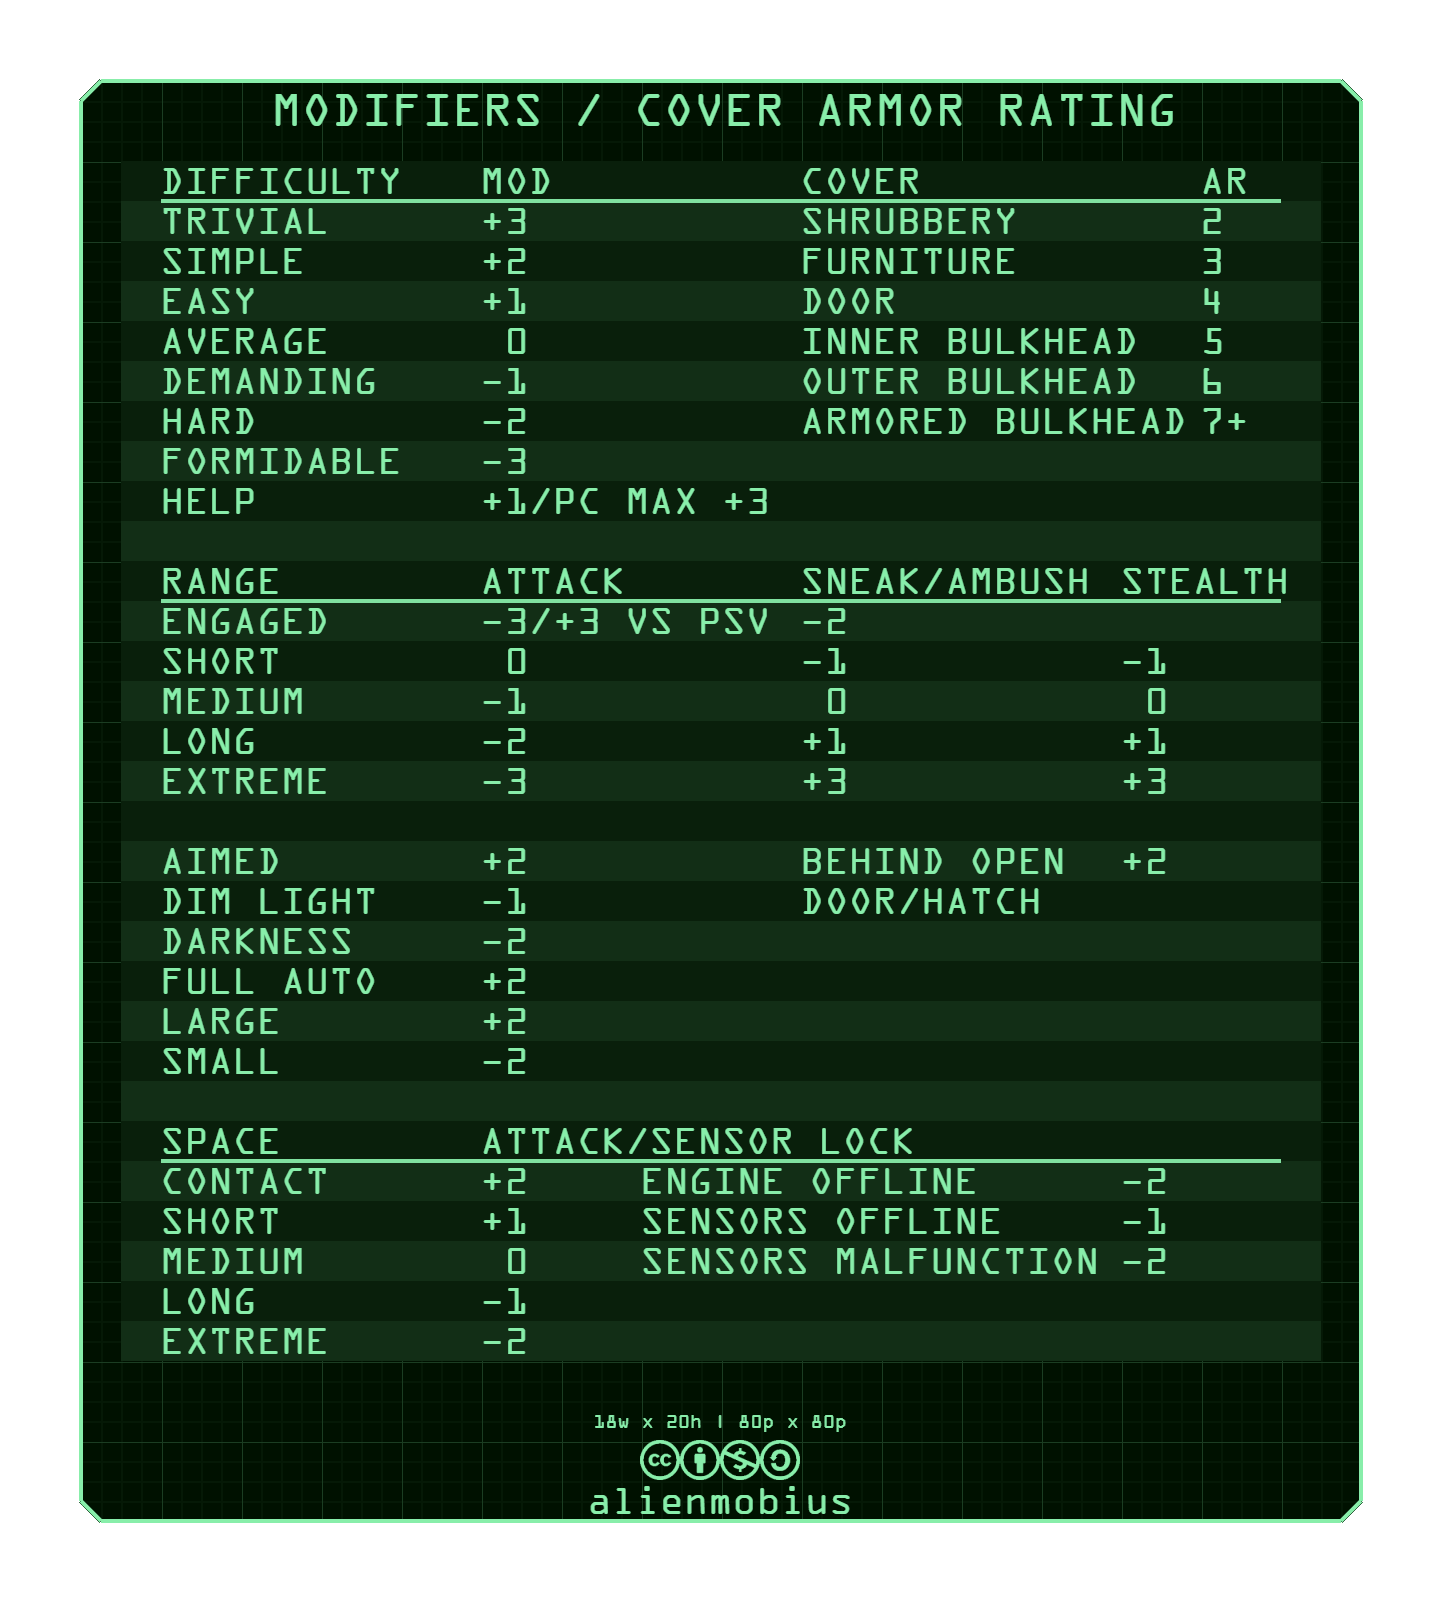 MODIFIERS / COVER ARMOR RATING
DIFFICULTY MOD COVER AR
TRIVIAL +3 SHRUBBERY 2
SIMPLE +2 FURNITURE 3
EASY +1 DOOR 4
AVERAGE 0 INNER BULKHEAD 5
DEMANDING -1 OUTER BULKHEAD 6
HARD -2 ARMORED BULKHEAD 7+
FORMIDABLE -3
HELP +1/PC MAX +3
RANGE ATTACK SNEAK/AMBUSH STEALTH
ENGAGED -3/+3 VS PSV -2
SHORT 0 -1 -1
MEDIUM -1 0 0
LONG -2 +1 +1
EXTREME -3 +3 +3
AIMED +2 BEHIND OPEN +2
DIM LIGHT -1 DOOR/HATCH
DARKNESS -2
FULL AUTO +2
LARGE +2
SMALL -2
SPACE ATTACK/SENSOR LOCK
CONTACT +2 ENGINE OFFLINE -2
SHORT +1 SENSORS OFFLINE -1
MEDIUM 0 SENSORS MALFUNCTION -2
LONG -1
EXTREME -2
18w x 20h | 80p x 80p
cc
alienmobius